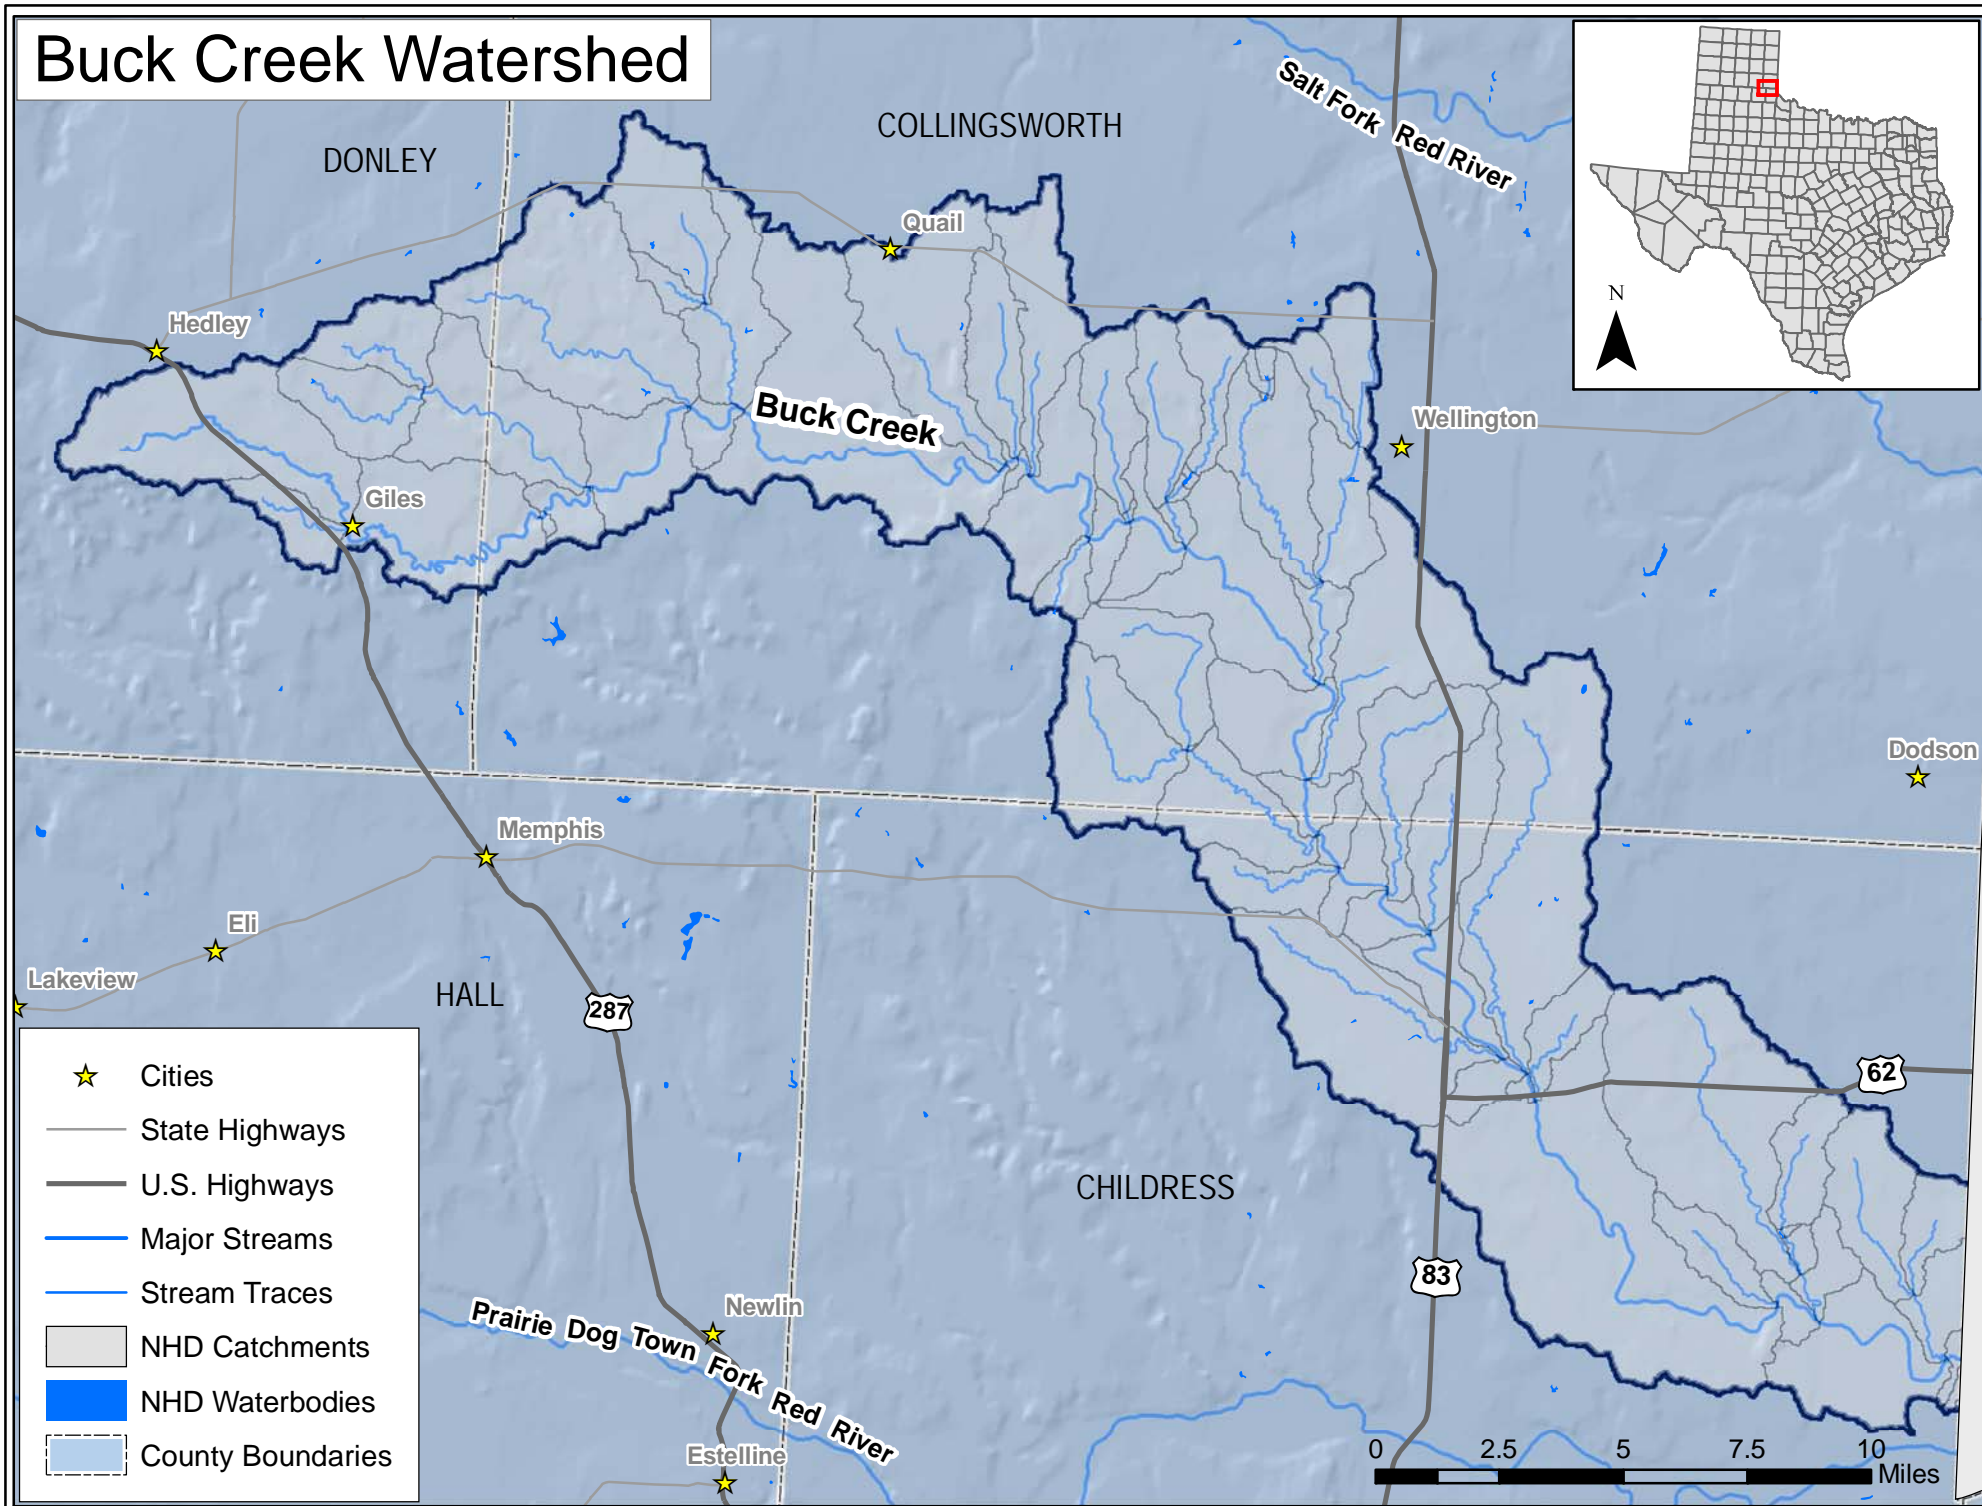 Buck Creek Watershed
Salt Fork Red River
COLLINGSWORTH
DONLEY
Quail
N
Hedley
Buck Creek
Wellington
Giles
Dodson
Memphis
Eli
Lakeview
HALL
287
62
Cities
State Highways
U.S. Highways
Major Streams
Stream Traces
NHD Catchments
NHD Waterbodies
County Boundaries
CHILDRESS
83
Newlin
Prairie Dog Town Fork Red River
Estelline
0 2.5 5 7.5 10
Miles